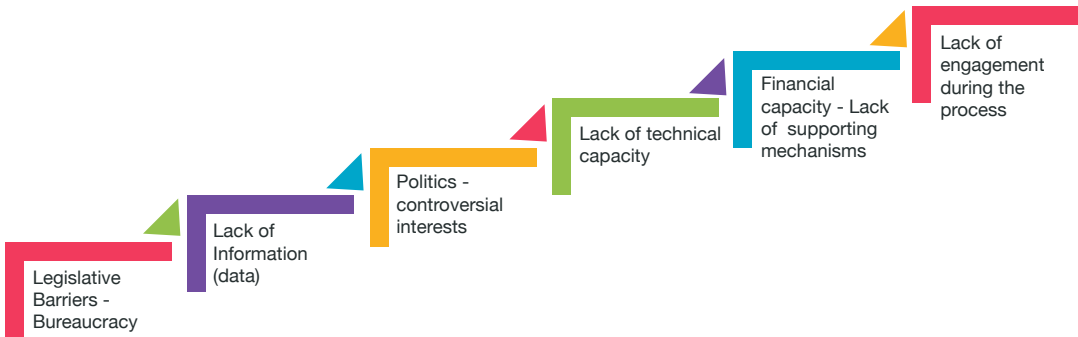 Legislative
Barriers -
Bureaucracy
Lack of
Information
(data)
Politics -
controversial
interests
Lack of technical
capacity
Financial
capacity - Lack
of supporting
mechanisms
Lack of
engagement
during the
process